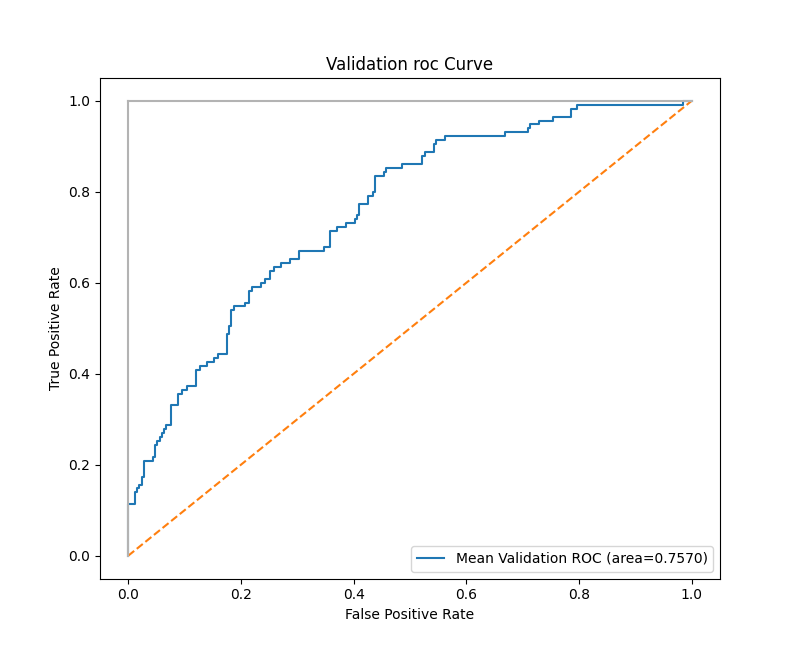 Validation roc Curve
1.0
0.8
0.6
0.4
0.2
0.0
True Positive Rate
Mean Validation ROC (area=0.7570)
0.0 0.2 0.4 0.6 0.8 1.0
False Positive Rate